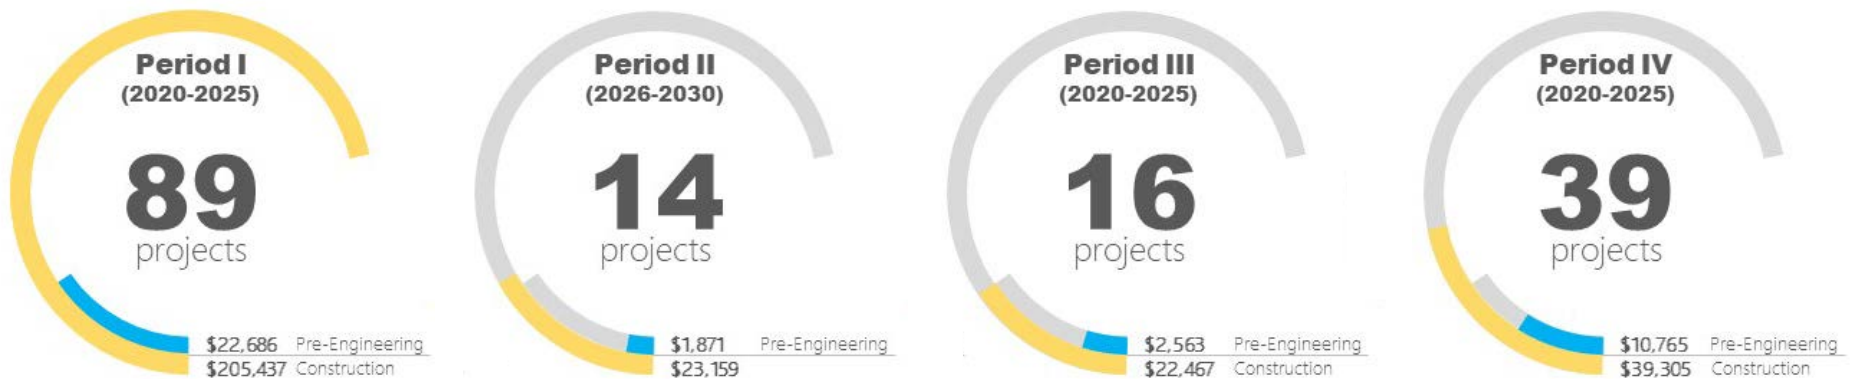 Period I
(2020-2025)
89
projects
$22,686 Pre-Engineering
$205,437 Construction
Period II
(2026-2030)
14
projects
$1,871 Pre-Engineering
$23,159
Period III
(2020-2025)
16
projects
$2,563 Pre-Engineering
$22,467 Construction
Period IV
(2020-2025)
39
projects
$10,765 Pre-Engineering
$39,305 Construction